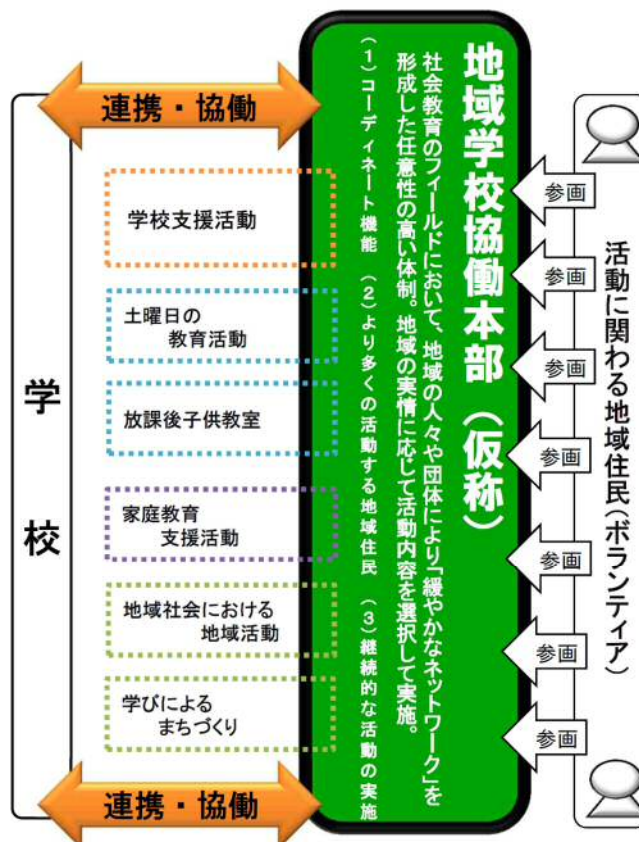 連携・協働
学校
学校支援活動
土曜日の
教育活動
放課後子供教室
家庭教育
支援活動
地域社会における
地域活動
学びによる
まちづくり
連携・協働
地域学校協働本部（仮称）
社会教育のフィールドにおいて、地域の人々や団体により「緩やかなネットワーク」を
形成した任意性の高い体制。地域の実情に応じて活動内容を選択して実施。
（１）コーディネート機能　（２）より多くの活動する地域住民　（３）継続的な活動の実施
参画
参画
参画
参画
参画
参画
参画
活動に関わる地域住民（ボランティア）